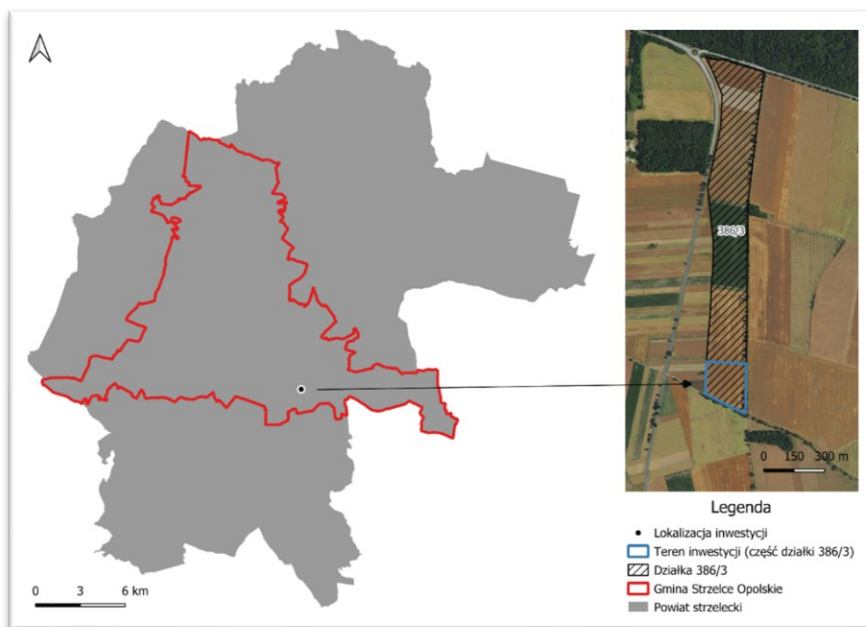 386/3
0 150 300 m
Legenda
Lokalizacja inwestycji
Teren inwestycji (część działki 386/3)
Działka 386/3
Gmina Strzelce Opolskie
Powiat strzelecki
0 3 6 km